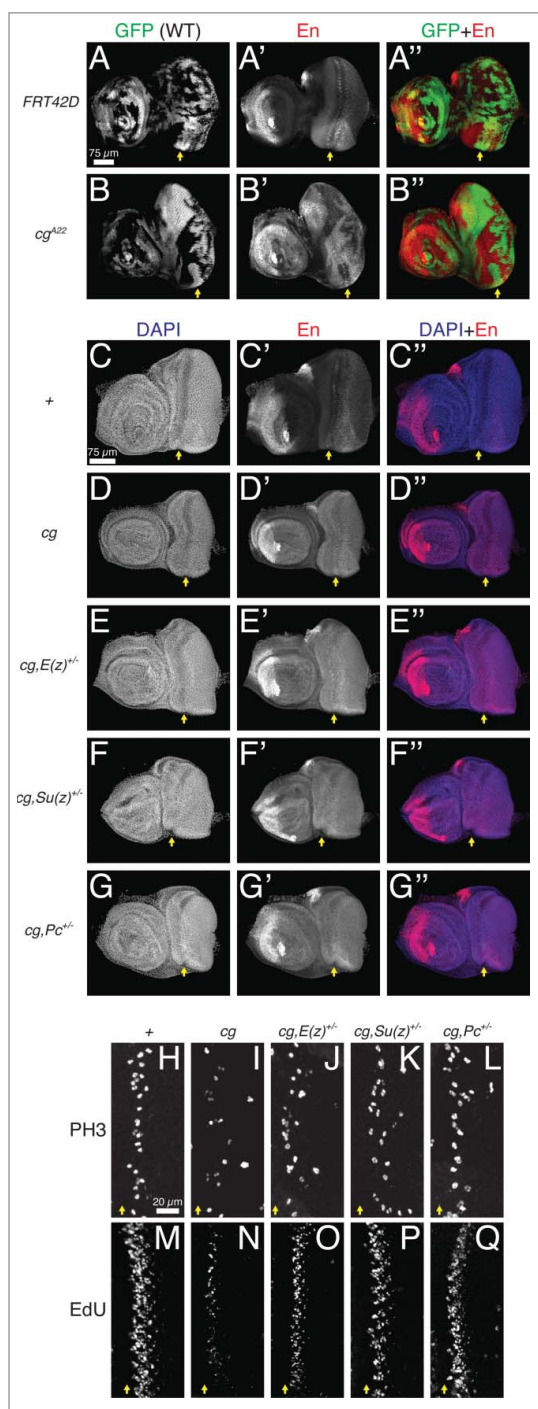 GFP (WT) En GFP+En
FRT42D A A' A"
75 µm
cg^A22 B B' B"
DAPI En DAPI+En
+ C C' C"
75 µm
cg D D' D"
cg,E(z)^+/- E E' E"
cg,Su(z)^+/- F F' F"
cg,Pc^+/- G G' G"
+ cg cg,E(z)^+/- cg,Su(z)^+/- cg,Pc^+/-
PH3 H I J K L
20 µm
EdU M N O P Q